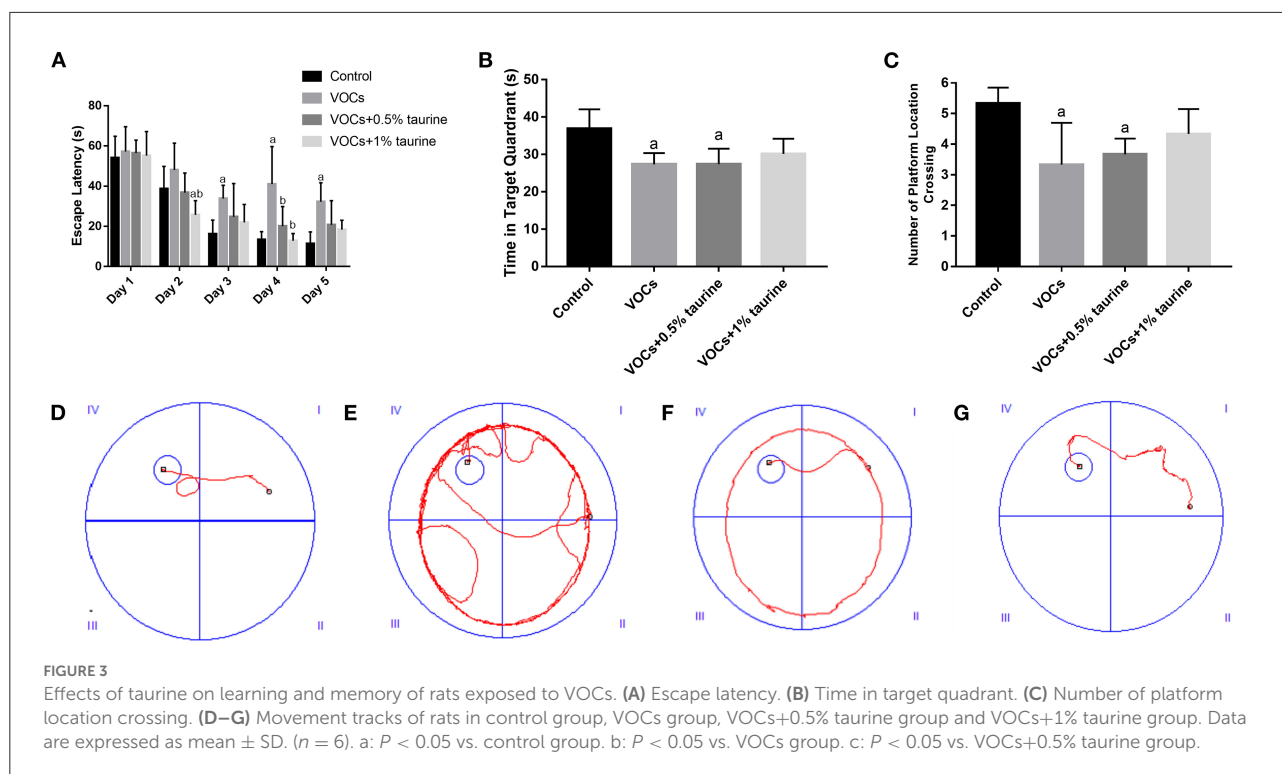 A
Control
VOCs
VOCs+0.5% taurine
VOCs+1% taurine
Escape Latency (s)
80
60
40
20
0
ab
a
a
b
b
a
Day 1
Day 2
Day 3
Day 4
Day 5
B
Time in Target Quadrant (s)
50
40
30
20
10
0
a
a
Control
VOCs
VOCs+0.5% taurine
VOCs+1% taurine
C
Number of Platform Location
Crossing
6
5
4
3
2
1
0
a
a
Control
VOCs
VOCs+0.5% taurine
VOCs+1% taurine
D
IV
I
III
II
E
IV
I
III
II
F
IV
I
III
II
G
IV
I
III
II
FIGURE 3
Effects of taurine on learning and memory of rats exposed to VOCs. (A) Escape latency. (B) Time in target quadrant. (C) Number of platform
location crossing. (D–G) Movement tracks of rats in control group, VOCs group, VOCs+0.5% taurine group and VOCs+1% taurine group. Data
are expressed as mean ± SD. (n = 6). a: P < 0.05 vs. control group. b: P < 0.05 vs. VOCs group. c: P < 0.05 vs. VOCs+0.5% taurine group.